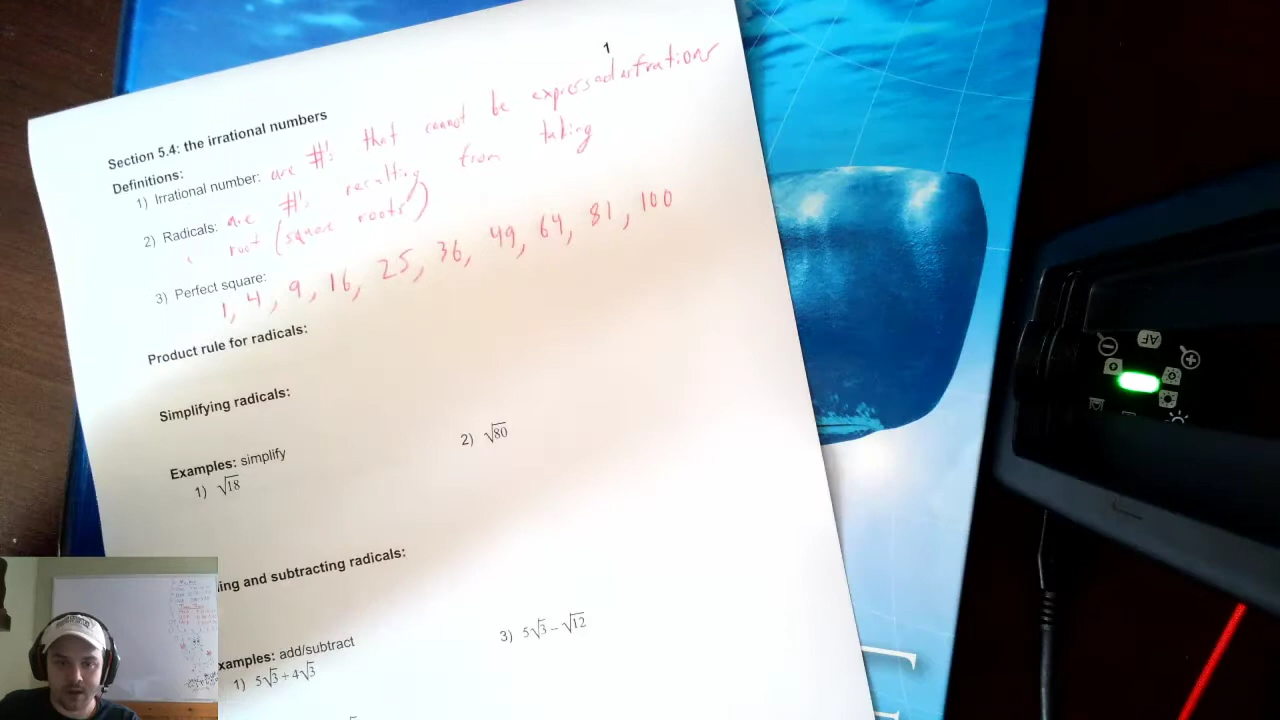 1
Section 5.4: the irrational numbers
Definitions:
1) Irrational number: are #'s that cannot be expressed as frations
2) Radicals: are #'s resulting from taking
root (square roots)
3) Perfect square:
1, 4, 9, 16, 25, 36, 49, 64, 81, 100
Product rule for radicals:
Simplifying radicals:
Examples: simplify
1) √18
2) √80
ing and subtracting radicals:
xamples: add/subtract
1) 5√3 + 4√3
3) 5√3 – √12
AF